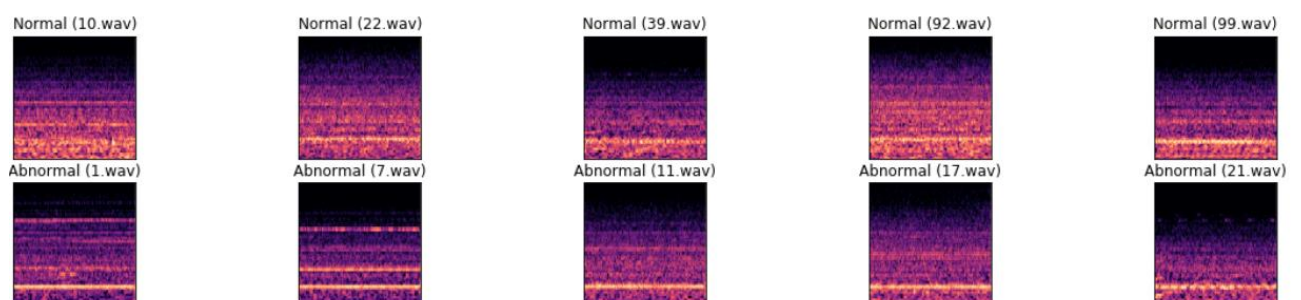 Normal (10.wav) Normal (22.wav) Normal (39.wav) Normal (92.wav) Normal (99.wav)
Abnormal (1.wav) Abnormal (7.wav) Abnormal (11.wav) Abnormal (17.wav) Abnormal (21.wav)